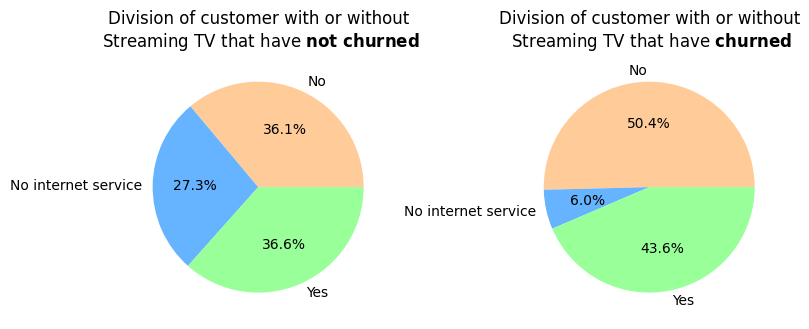 Division of customer with or without
Streaming TV that have not churned
No
36.1%
No internet service
27.3%
36.6%
Yes
Division of customer with or without
Streaming TV that have churned
No
50.4%
No internet service
6.0%
43.6%
Yes